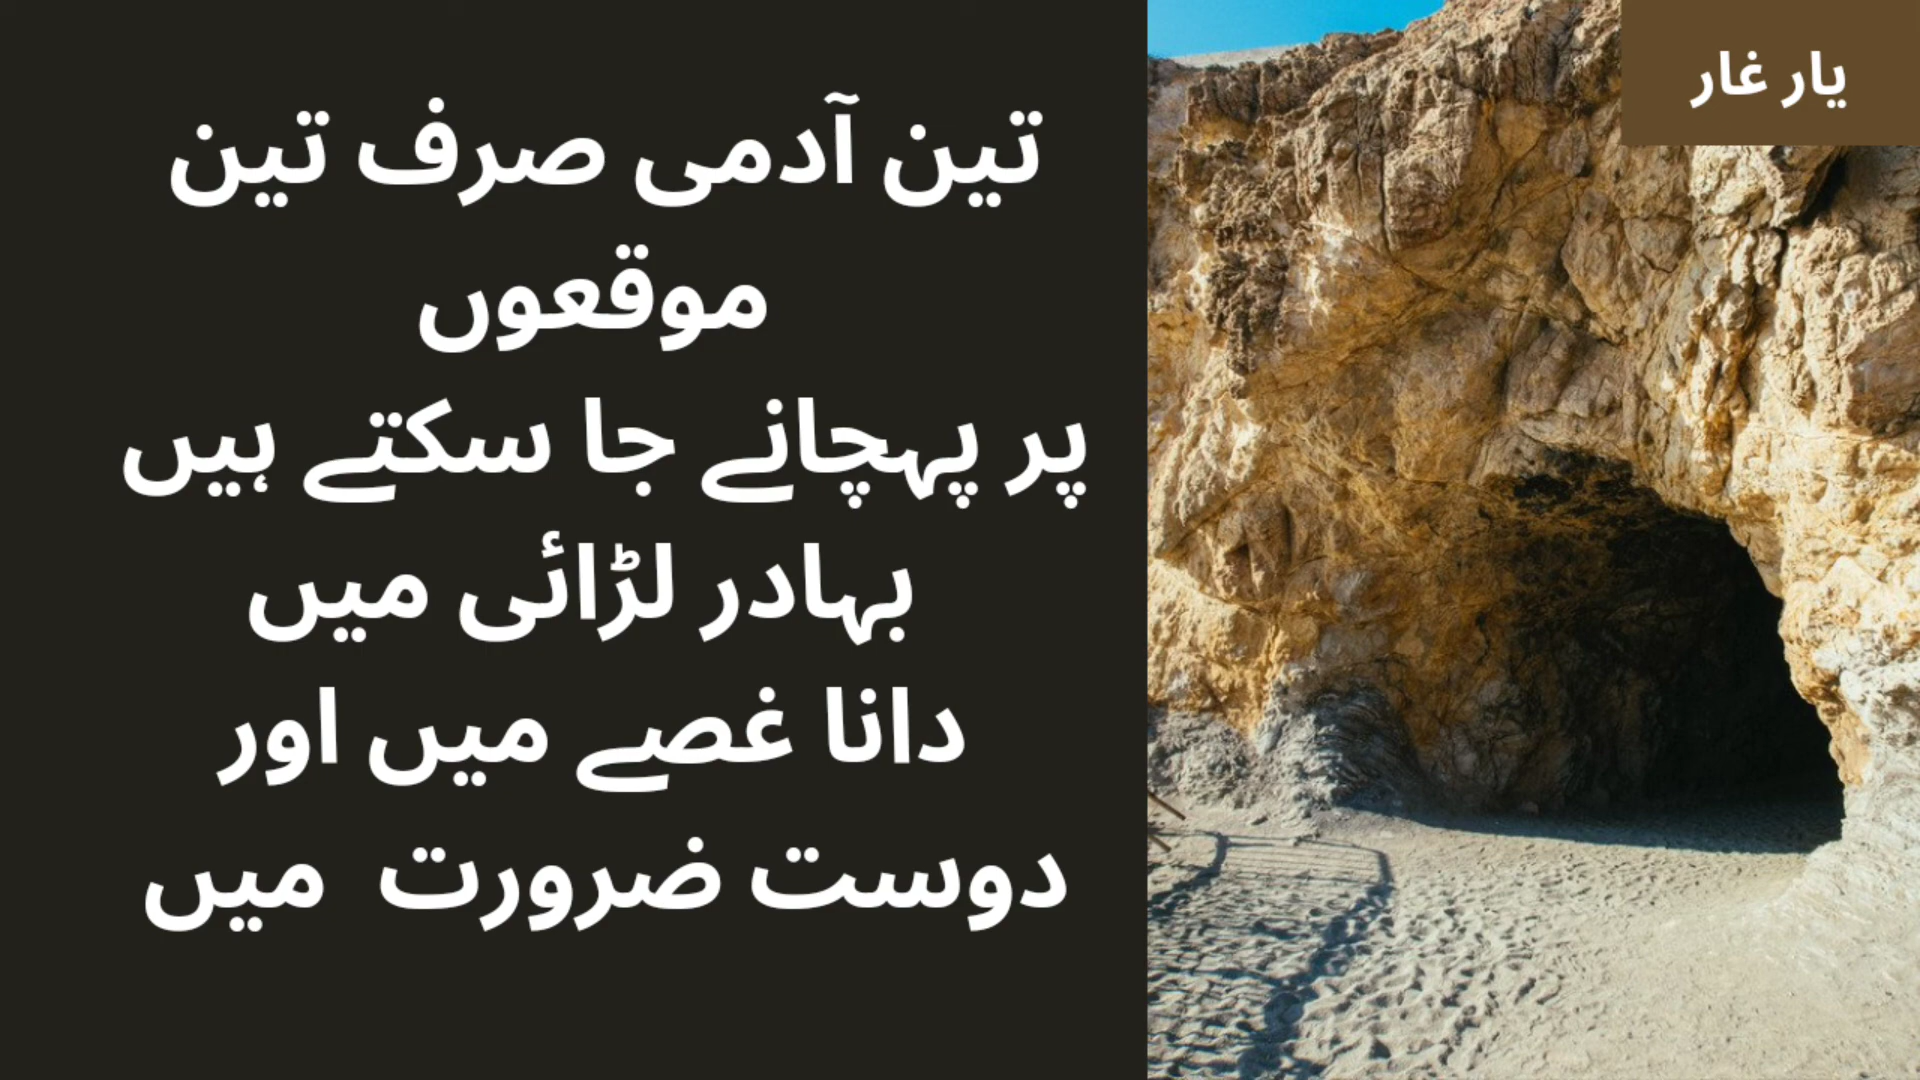 یار غار
تین آدمی صرف تین
موقعوں
پر پہچانے جا سکتے ہیں
بہادر لڑائی میں
دانا غصے میں اور
دوست ضرورت میں